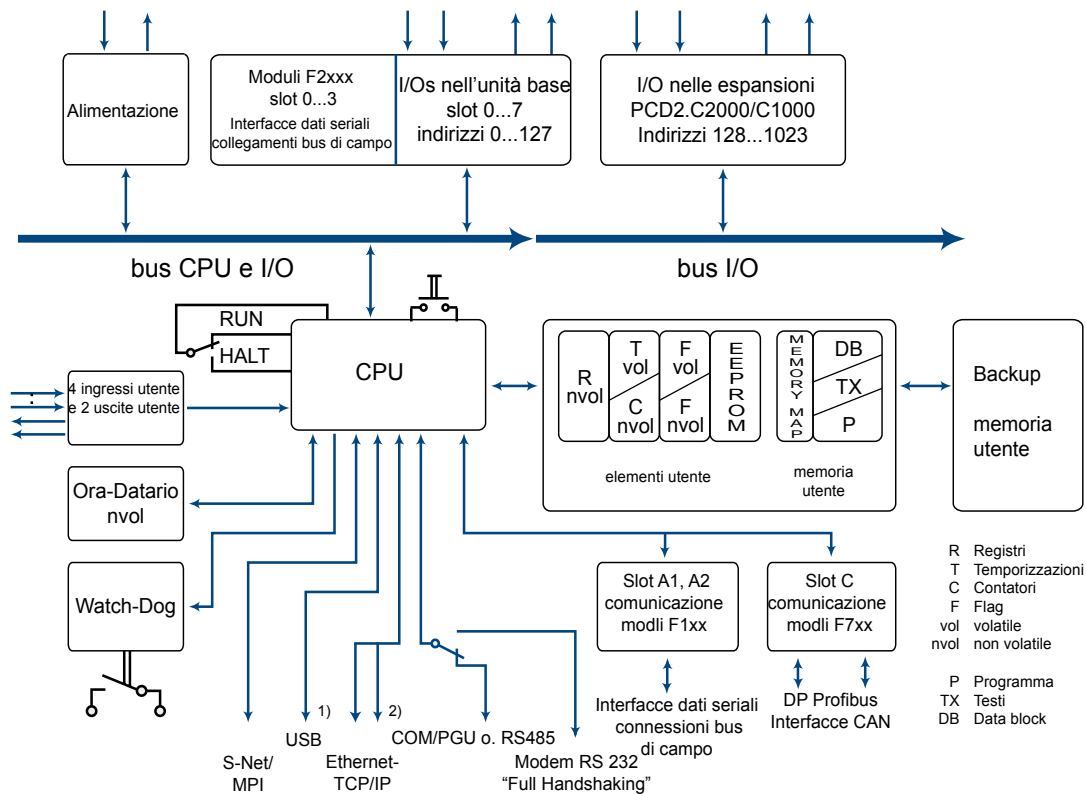 Alimentazione
Moduli F2xxx
slot 0...3
Interfacce dati seriali
collegamenti bus di campo
I/Os nell'unità base
slot 0...7
indirizzi 0...127
I/O nelle espansioni
PCD2.C2000/C1000
Indirizzi 128...1023
bus CPU e I/O
bus I/O
RUN
HALT
CPU
4 ingressi utente
e 2 uscite utente
R
nvol
T
vol
C
nvol
F
vol
F
nvol
EEPROM
MEMORY MAP
DB
TX
P
elementi utente
memoria
utente
Backup
memoria
utente
Ora-Datario
nvol
Watch-Dog
Slot A1, A2
comunicazione
modli F1xx
Slot C
comunicazione
modli F7xx
R Registri
T Temporizzazioni
C Contatori
F Flag
vol volatile
nvol non volatile
P Programma
TX Testi
DB Data block
Interfacce dati seriali
connessioni bus
di campo
DP Profibus
Interfacce CAN
S-Net/
MPI
USB
1)
Ethernet-
TCP/IP
2)
COM/PGU o. RS485
Modem RS 232
“Full Handshaking”